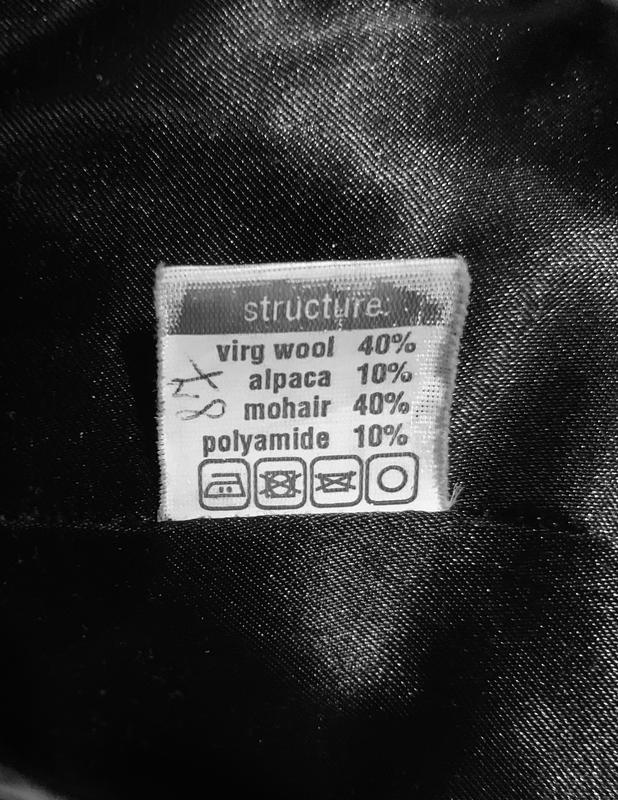 structure:
virg wool 40%
alpaca 10%
mohair 40%
polyamide 10%